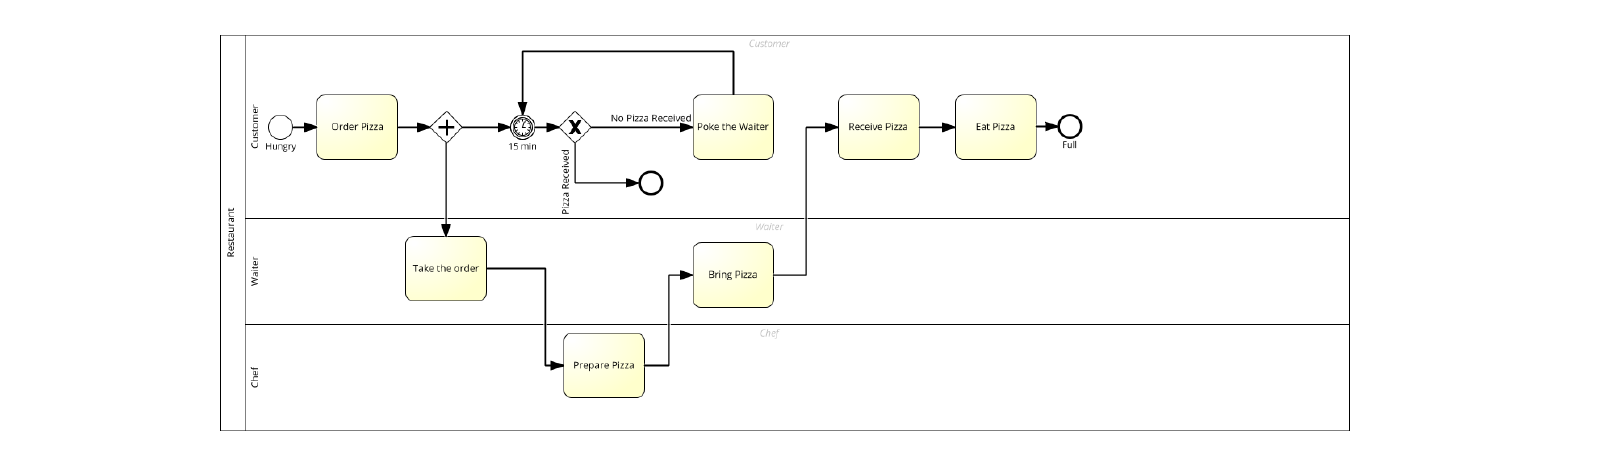 Customer
Restaurant
Customer
Hungry
Order Pizza
15 min
No Pizza Received
Pizza Received
Poke the Waiter
Receive Pizza
Eat Pizza
Full
Waiter
Waiter
Take the order
Bring Pizza
Chef
Chef
Prepare Pizza